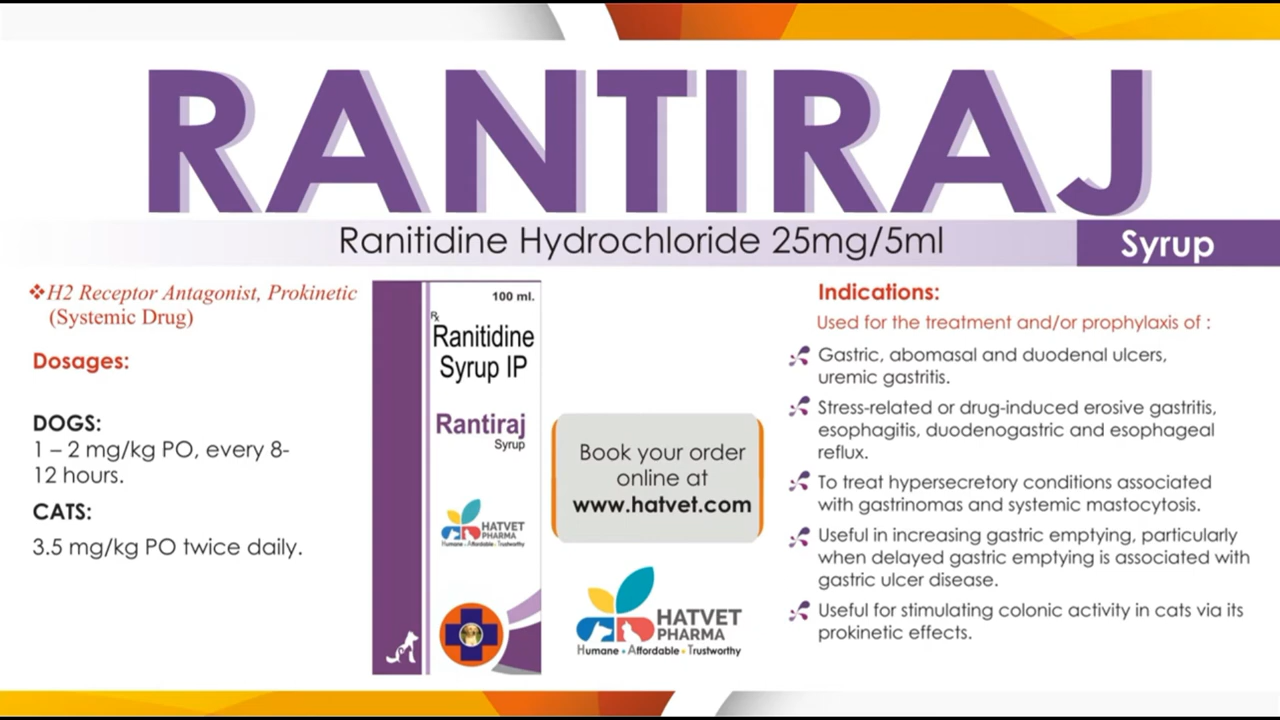 RANTIRAJ
Ranitidine Hydrochloride 25mg/5ml
Syrup
❖H2 Receptor Antagonist, Prokinetic
(Systemic Drug)
Dosages:
DOGS:
1 – 2 mg/kg PO, every 8-
12 hours.
CATS:
3.5 mg/kg PO twice daily.
100 ml.
Rx
Ranitidine
Syrup IP
Rantiraj
Syrup
HATVET
PHARMA
Humane • Affordable • Trustworthy
Book your order
online at
www.hatvet.com
HATVET
PHARMA
Humane • Affordable • Trustworthy
Indications:
Used for the treatment and/or prophylaxis of :
Gastric, abomasal and duodenal ulcers,
uremic gastritis.
Stress-related or drug-induced erosive gastritis,
esophagitis, duodenogastric and esophageal
reflux.
To treat hypersecretory conditions associated
with gastrinomas and systemic mastocytosis.
Useful in increasing gastric emptying, particularly
when delayed gastric emptying is associated with
gastric ulcer disease.
Useful for stimulating colonic activity in cats via its
prokinetic effects.